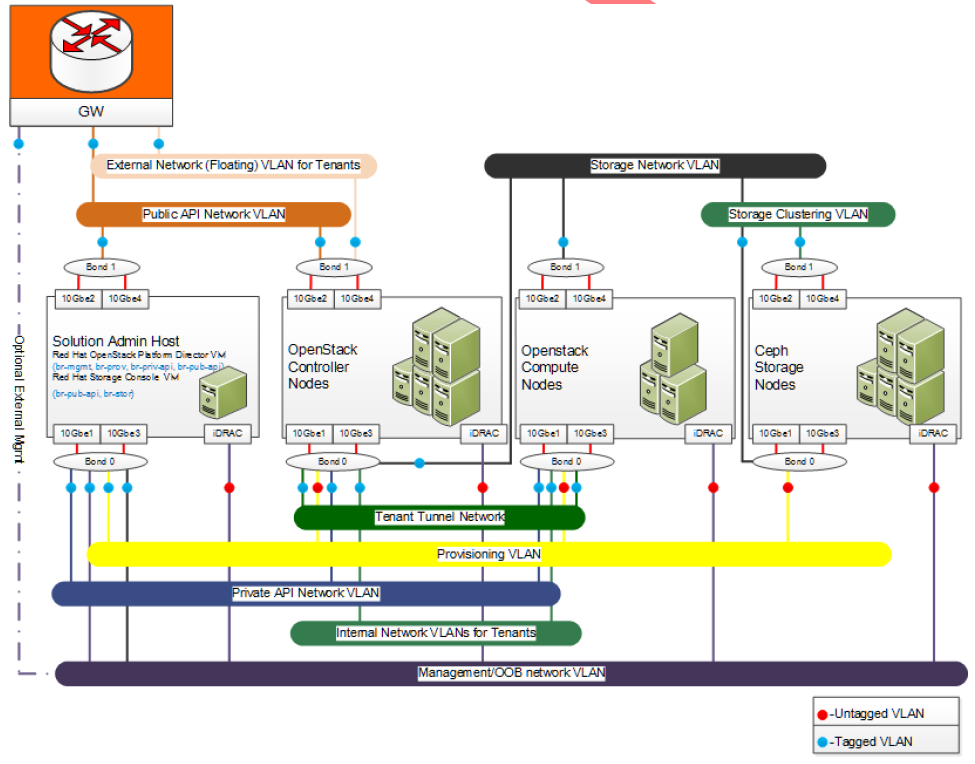 GW
External Network (Floating) VLAN for Tenants
Storage Network VLAN
Public API Network VLAN
Storage Clustering VLAN
Bond 1
Bond 1
Bond 1
Bond 1
10Gbe2
10Gbe4
10Gbe2
10Gbe4
10Gbe2
10Gbe4
10Gbe2
10Gbe4
Solution Admin Host
Red Hat OpenStack Platform Director VM
(br-mgmt, br-prov, br-priv-api, br-pub-api)
Red Hat Storage Console VM
(br-pub-api, br-stor)
OpenStack
Controller
Nodes
Openstack
Compute
Nodes
Ceph
Storage
Nodes
10Gbe1
10Gbe3
iDRAC
10Gbe1
10Gbe3
iDRAC
10Gbe1
10Gbe3
iDRAC
10Gbe1
10Gbe3
iDRAC
Bond 0
Bond 0
Bond 0
Bond 0
Optional External Mgmt
Tenant Tunnel Network
Provisioning VLAN
Private API Network VLAN
Internal Network VLANs for Tenants
Management/OOB network VLAN
-Untagged VLAN
-Tagged VLAN